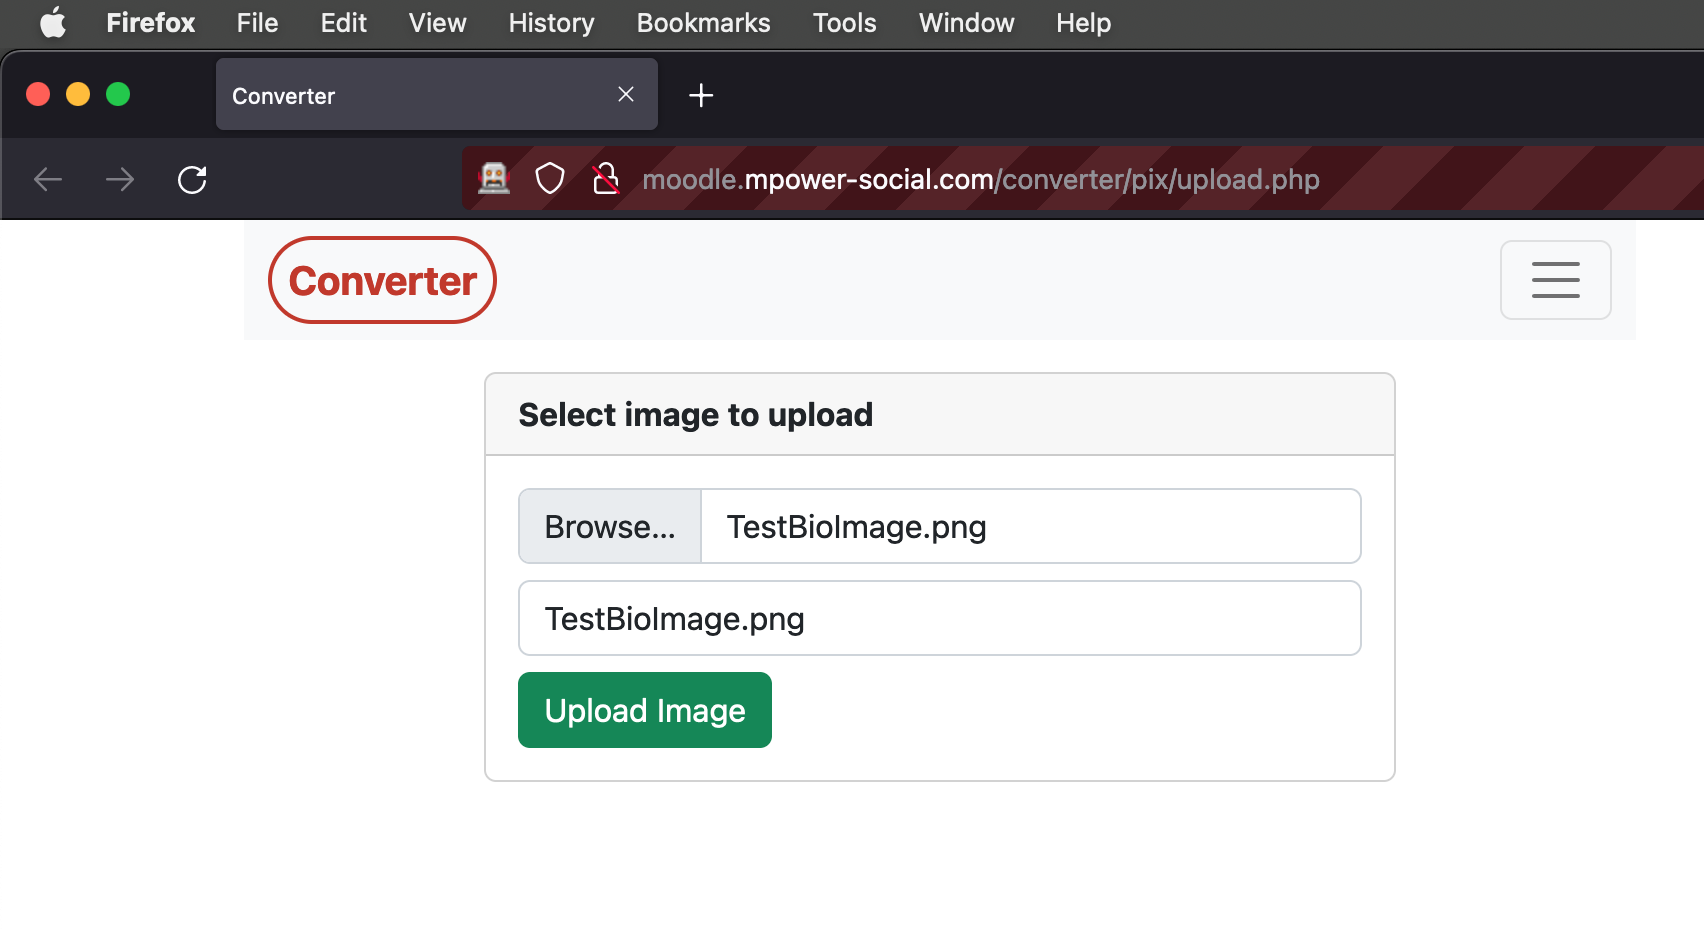 Firefox File Edit View History Bookmarks Tools Window Help
Converter
moodle.mpower-social.com/converter/pix/upload.php
Converter
Select image to upload
Browse... TestBioImage.png
TestBioImage.png
Upload Image